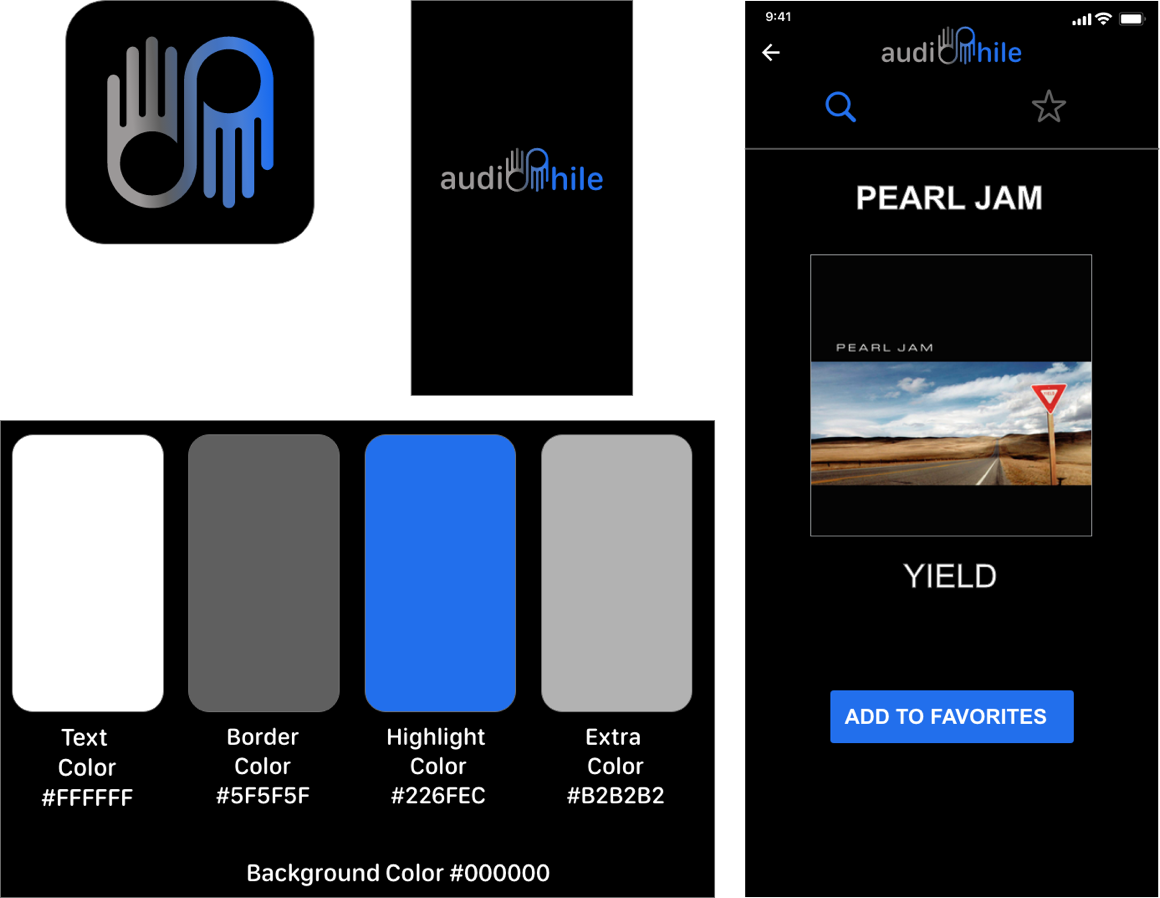 audiophile
9:41
audiophile
PEARL JAM
PEARL JAM
YIELD
ADD TO FAVORITES
Text
Color
#FFFFFF
Border
Color
#5F5F5F
Highlight
Color
#226FEC
Extra
Color
#B2B2B2
Background Color #000000